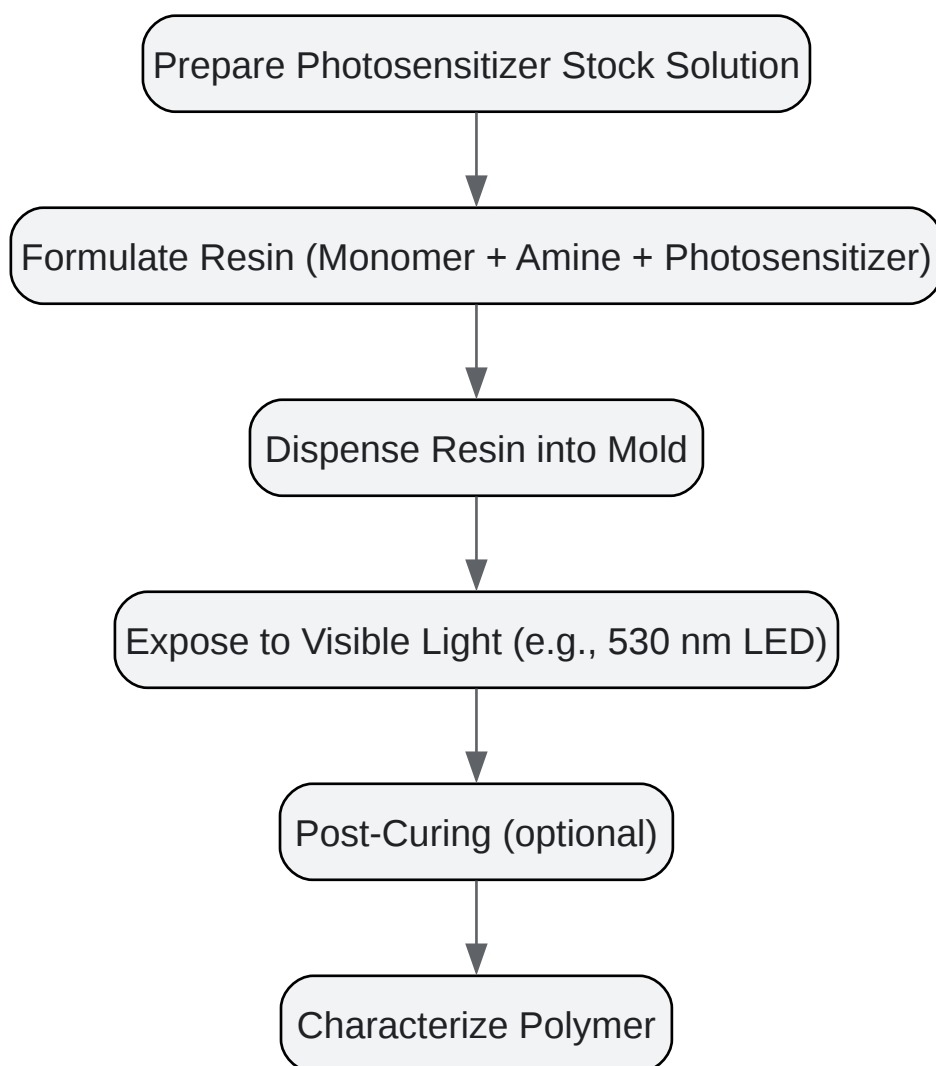 Prepare Photosensitizer Stock Solution
Formulate Resin (Monomer + Amine + Photosensitizer)
Dispense Resin into Mold
Expose to Visible Light (e.g., 530 nm LED)
Post-Curing (optional)
Characterize Polymer